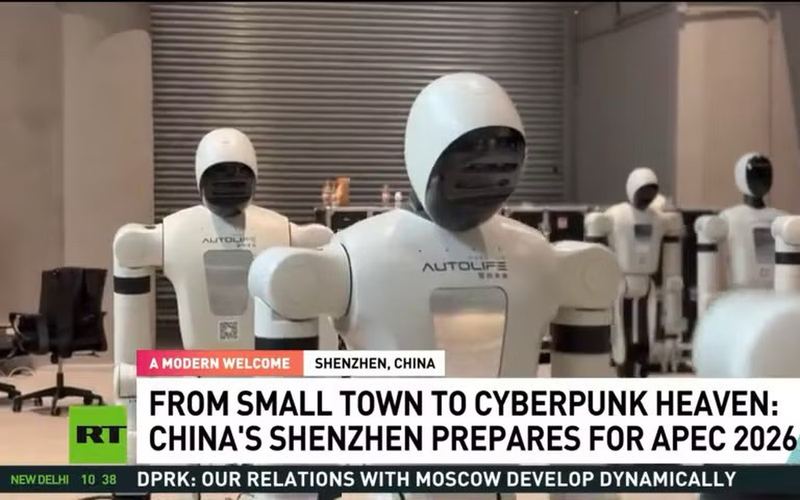 AUTOLIFE
AUTOLIFE
A MODERN WELCOME
SHENZHEN, CHINA
FROM SMALL TOWN TO CYBERPUNK HEAVEN:
CHINA'S SHENZHEN PREPARES FOR APEC 2026
RT
NEW DELHI 10 38
DPRK: OUR RELATIONS WITH MOSCOW DEVELOP DYNAMICALLY